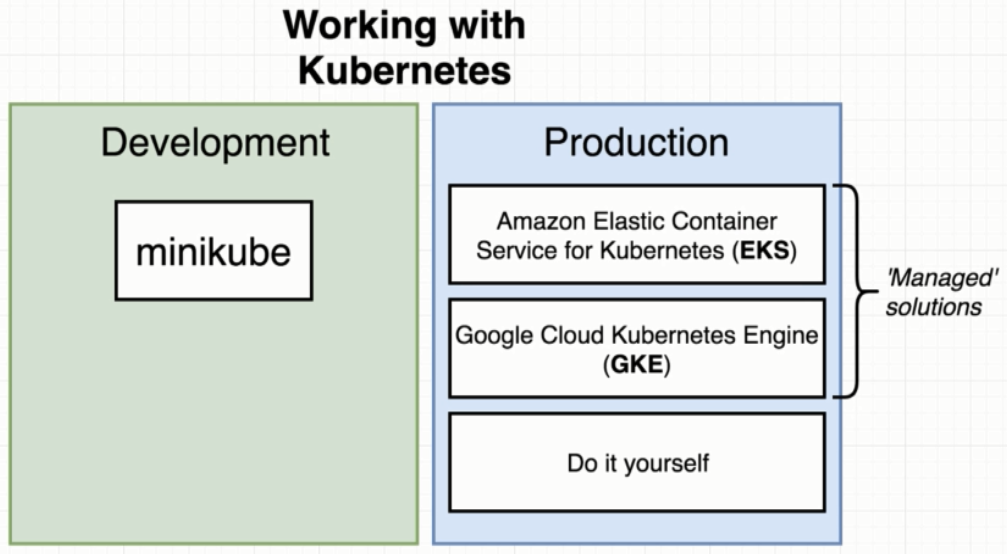 Working with
Kubernetes
Development
minikube
Production
Amazon Elastic Container
Service for Kubernetes (EKS)
Google Cloud Kubernetes Engine
(GKE)
Do it yourself
'Managed'
solutions